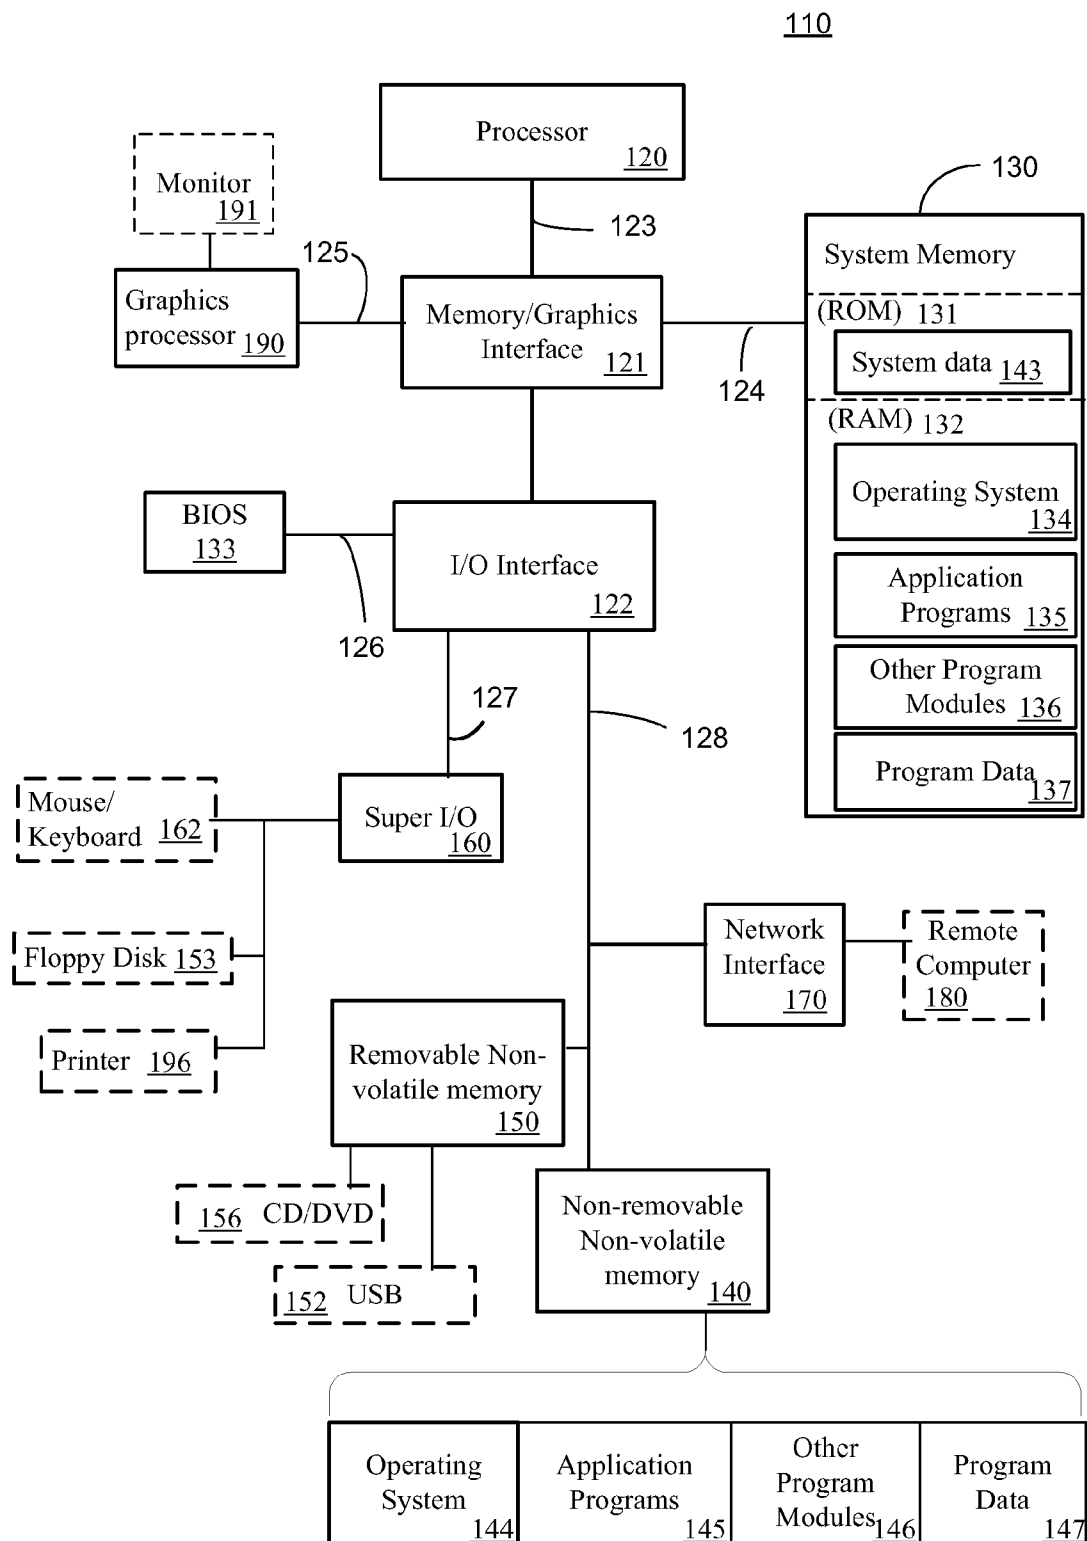 110
Processor
120
Monitor
191
123
130
125
System Memory
Graphics
processor 190
Memory/Graphics
Interface
121
124
(ROM) 131
System data 143
(RAM) 132
Operating System
134
BIOS
133
I/O Interface
122
126
Application
Programs 135
Other Program
Modules 136
127
128
Program Data
137
Mouse/
Keyboard 162
Super I/O
160
Floppy Disk 153
Network
Interface
170
Remote
Computer
180
Printer 196
Removable Non-
volatile memory
150
156 CD/DVD
152 USB
Non-removable
Non-volatile
memory
140
Operating
System
144
Application
Programs
145
Other
Program
Modules 146
Program
Data
147